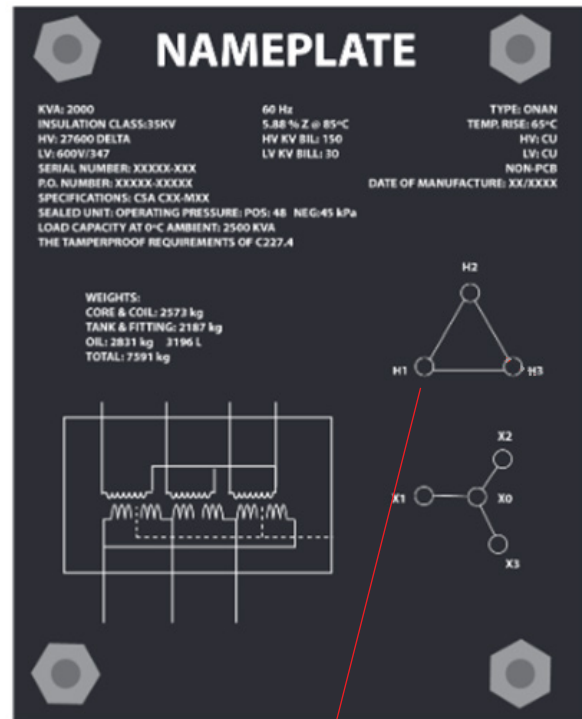 NAMEPLATE
KVA: 2000 60 Hz TYPE: ONAN
INSULATION CLASS:35KV 5.88 % Z @ 85ºC TEMP. RISE: 65ºC
HV: 27600 DELTA HV KV BIL: 150 HV: CU
LV: 600V/347 LV KV BILL: 30 LV: CU
SERIAL NUMBER: XXXXX-XXX NON-PCB
P.O. NUMBER: XXXXX-XXXXX DATE OF MANUFACTURE: XX/XXXX
SPECIFICATIONS: CSA CXX-MXX
SEALED UNIT: OPERATING PRESSURE: POS: 48 NEG:45 kPa
LOAD CAPACITY AT 0ºC AMBIENT: 2500 KVA
THE TAMPERPROOF REQUIREMENTS OF C227.4
WEIGHTS:
CORE & COIL: 2573 kg
TANK & FITTING: 2187 kg
OIL: 2831 kg 3196 L
TOTAL: 7591 kg
H2
H1 H3
X2
X1 X0
X3